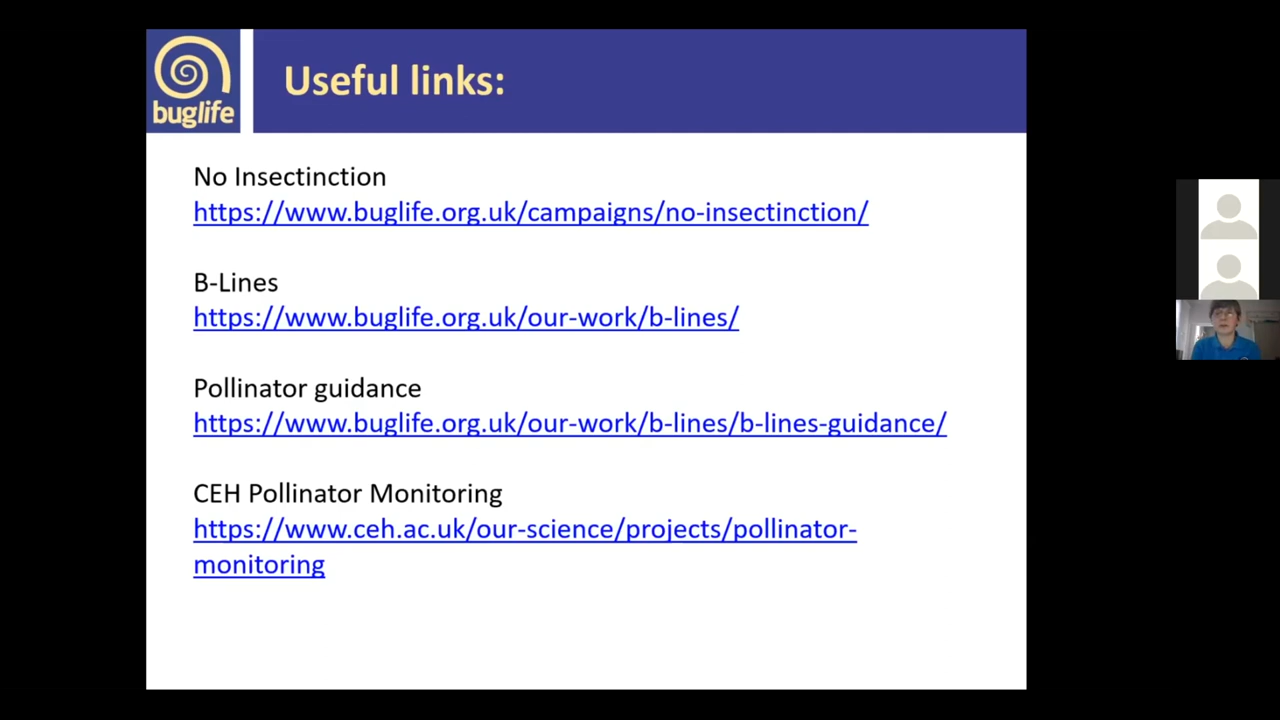 buglife
Useful links:
No Insectinction
https://www.buglife.org.uk/campaigns/no-insectinction/
B-Lines
https://www.buglife.org.uk/our-work/b-lines/
Pollinator guidance
https://www.buglife.org.uk/our-work/b-lines/b-lines-guidance/
CEH Pollinator Monitoring
https://www.ceh.ac.uk/our-science/projects/pollinator-
monitoring